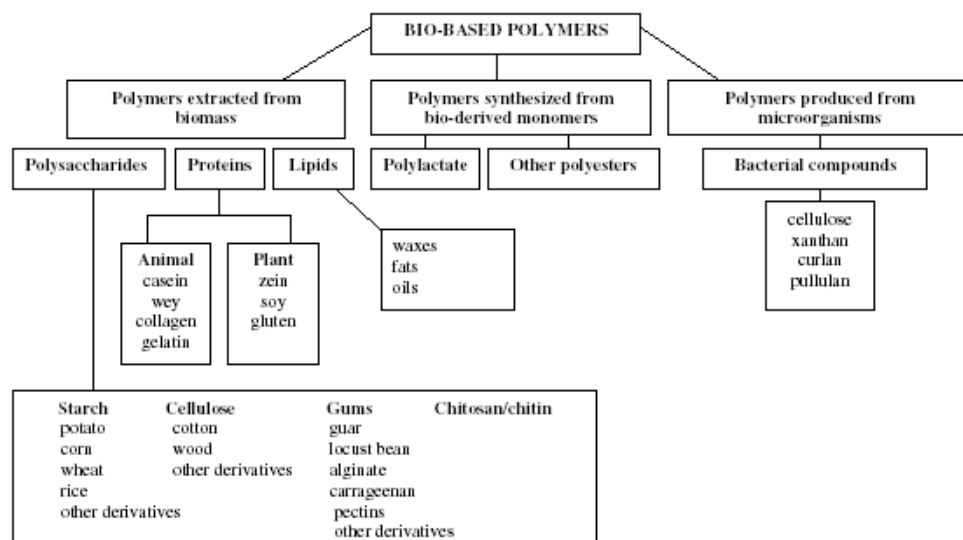 BIO-BASED POLYMERS
Polymers extracted from
biomass
Polymers synthesized from
bio-derived monomers
Polymers produced from
microorganisms
Polysaccharides
Proteins
Lipids
Polylactate
Other polyesters
Bacterial compounds
Animal
casein
wey
collagen
gelatin
Plant
zein
soy
gluten
waxes
fats
oils
cellulose
xanthan
curlan
pullulan
Starch
potato
corn
wheat
rice
other derivatives
Cellulose
cotton
wood
other derivatives
Gums
guar
locust bean
alginate
carrageenan
pectins
other derivatives
Chitosan/chitin